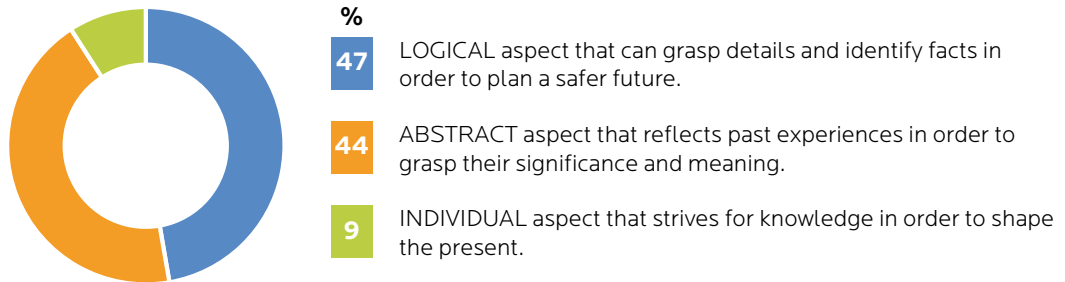 %
47
LOGICAL aspect that can grasp details and identify facts in
order to plan a safer future.
44
ABSTRACT aspect that reflects past experiences in order to
grasp their significance and meaning.
9
INDIVIDUAL aspect that strives for knowledge in order to shape
the present.